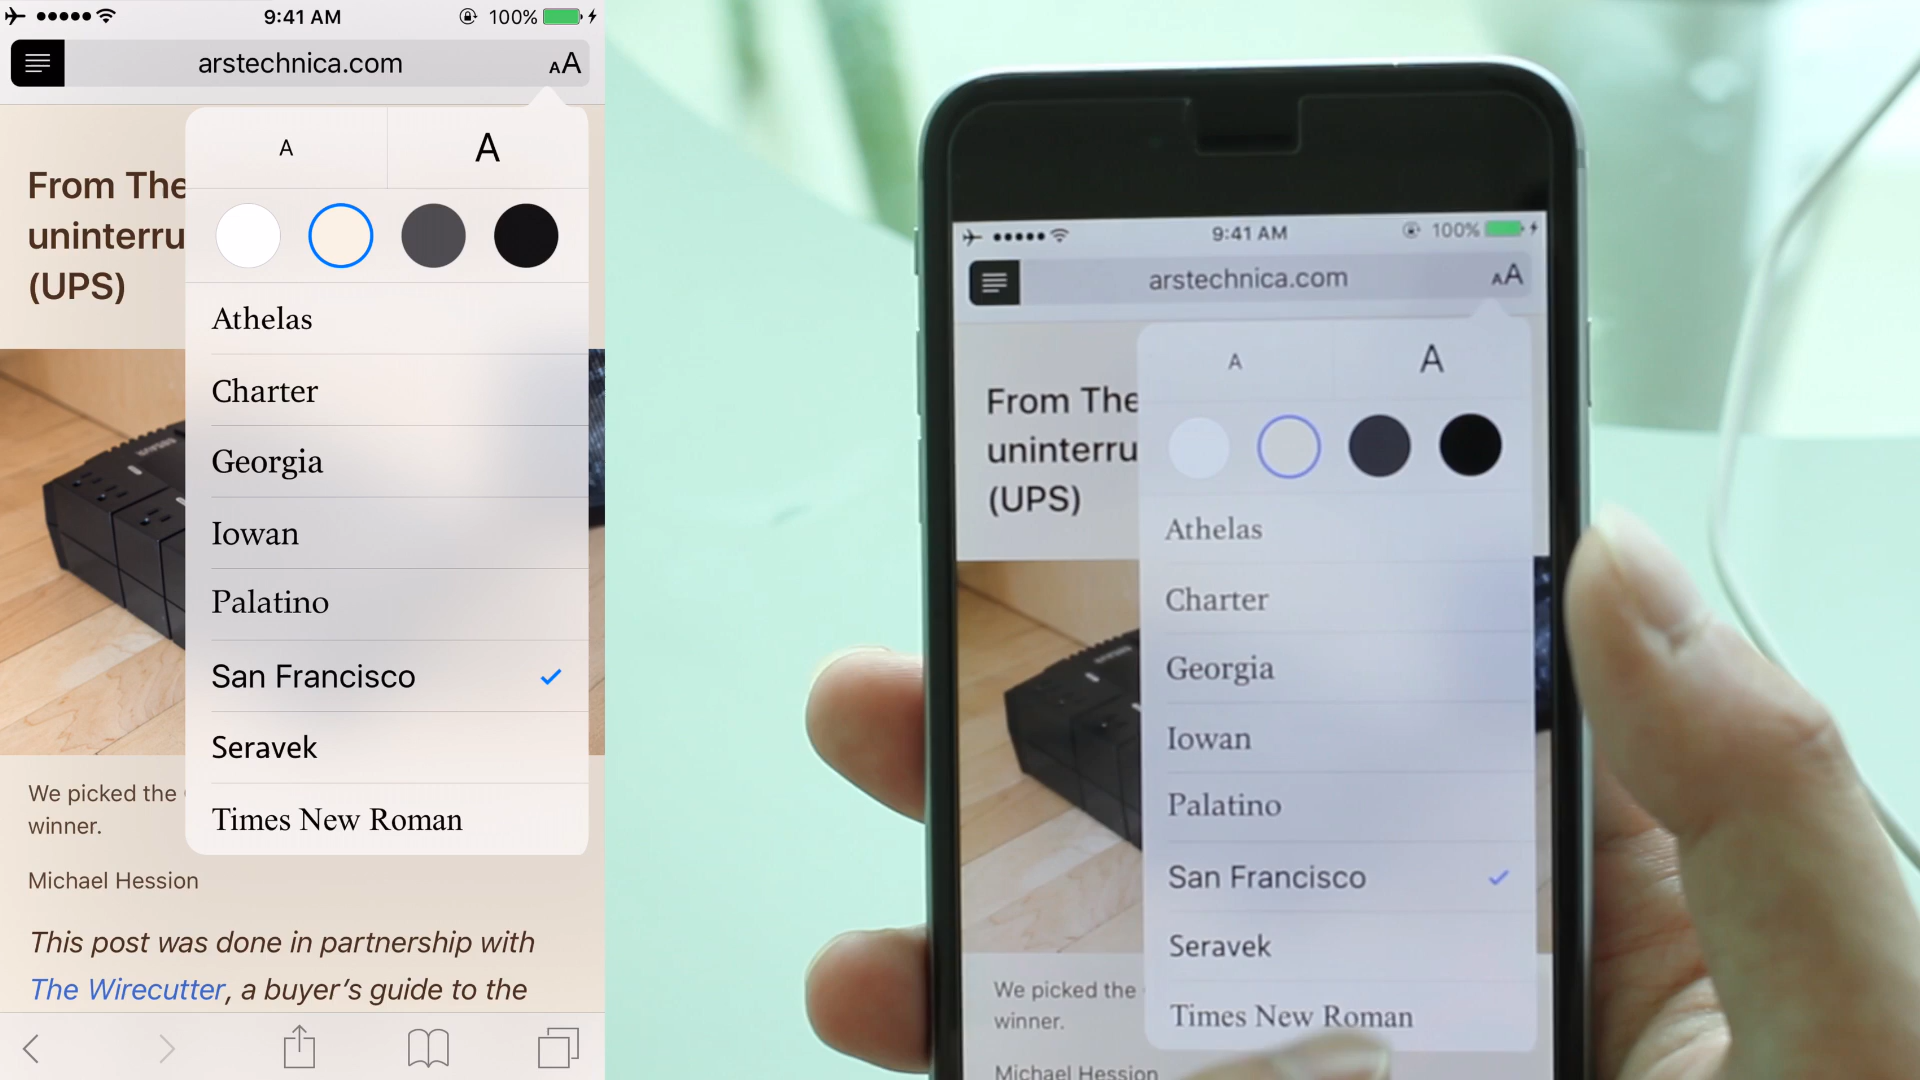 9:41 AM
100%
arstechnica.com
AA
A A
From The
uninterru
(UPS)
Athelas
Charter
Georgia
Iowan
Palatino
San Francisco
Seravek
Times New Roman
We picked the
winner.
Michael Hession
This post was done in partnership with
The Wirecutter, a buyer’s guide to the
9:41 AM
100%
arstechnica.com
AA
A A
From The
uninterru
(UPS)
Athelas
Charter
Georgia
Iowan
Palatino
San Francisco
Seravek
Times New Roman
We picked the
winner.
Michael Hession